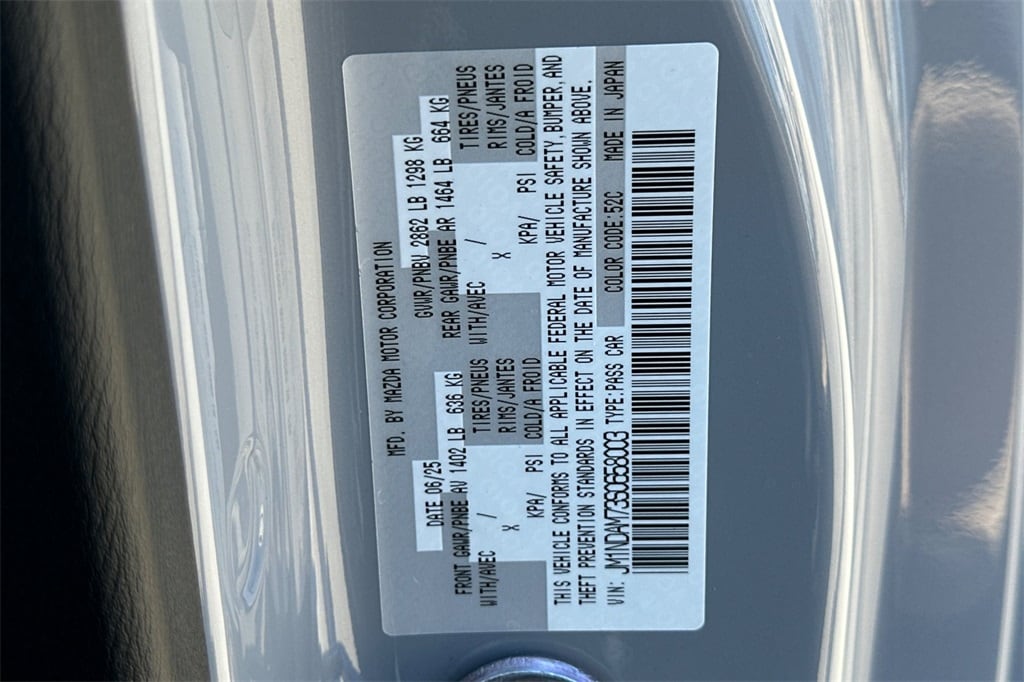 MFD. BY MAZDA MOTOR CORPORATION
DATE 06/25 GVWR/PNBV 2862 LB 1298 KG
FRONT GAWR/PNBE AV 1402 LB 636 KG REAR GAWR/PNBE AR 1464 LB 664 KG
WITH/AVEC TIRES/PNEUS WITH/AVEC TIRES/PNEUS
/ X RIMS/JANTES / X RIMS/JANTES
KPA/ PSI COLD/A FROID KPA/ PSI COLD/A FROID
THIS VEHICLE CONFORMS TO ALL APPLICABLE FEDERAL MOTOR VEHICLE SAFETY, BUMPER, AND
THEFT PREVENTION STANDARDS IN EFFECT ON THE DATE OF MANUFACTURE SHOWN ABOVE.
VIN: JM1NDAM73S0658003 TYPE:PASS CAR COLOR CODE:52C MADE IN JAPAN